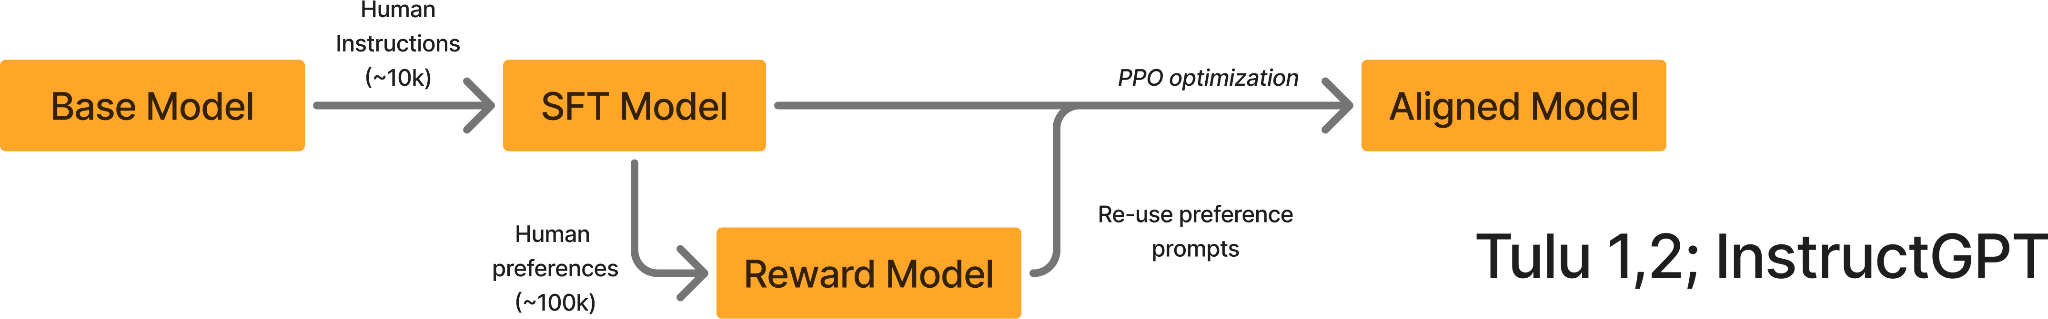 Human
Instructions
(~10k)
Base Model
SFT Model
PPO optimization
Aligned Model
Human
preferences
(~100k)
Reward Model
Re-use preference
prompts
Tulu 1,2; InstructGPT